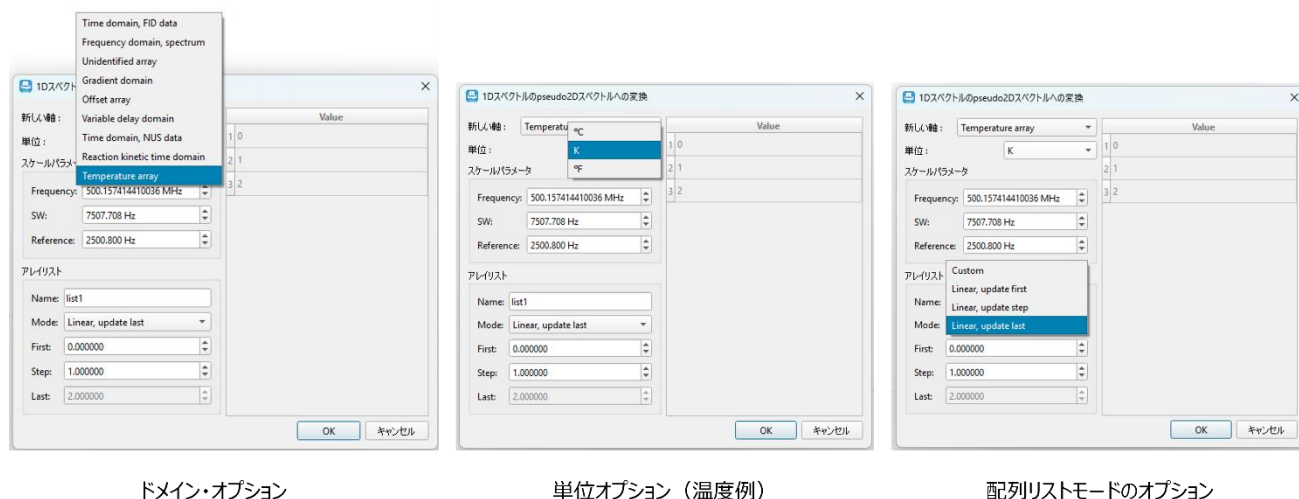 Time domain, FID data
Frequency domain, spectrum
Unidentified array
Gradient domain
Offset array
Variable delay domain
Time domain, NUS data
Reaction kinetic time domain
Temperature array
1Dスペクト
新しい軸：
単位：
スケールパラメー
Frequency: 500.157414410036 MHz
SW: 7507.708 Hz
Reference: 2500.800 Hz
アレイリスト
Name: list1
Mode: Linear, update last
First: 0.000000
Step: 1.000000
Last: 2.000000
Value
1 0
2 1
3 2
OK キャンセル
ドメイン・オプション
1Dスペクトルのpseudo2Dスペクトルへの変換
新しい軸： Temperatu
単位：
°C
K
°F
スケールパラメータ
Frequency: 500.157414410036 MHz
SW: 7507.708 Hz
Reference: 2500.800 Hz
アレイリスト
Name: list1
Mode: Linear, update last
First: 0.000000
Step: 1.000000
Last: 2.000000
Value
1 0
2 1
3 2
OK キャンセル
単位オプション（温度例）
1Dスペクトルのpseudo2Dスペクトルへの変換
新しい軸： Temperature array
単位： K
スケールパラメータ
Frequency: 500.157414410036 MHz
SW: 7507.708 Hz
Reference: 2500.800 Hz
アレイリスト
Custom
Linear, update first
Linear, update step
Linear, update last
Name:
Mode:
First: 0.000000
Step: 1.000000
Last: 2.000000
Value
1 0
2 1
3 2
OK キャンセル
配列リストモードのオプション